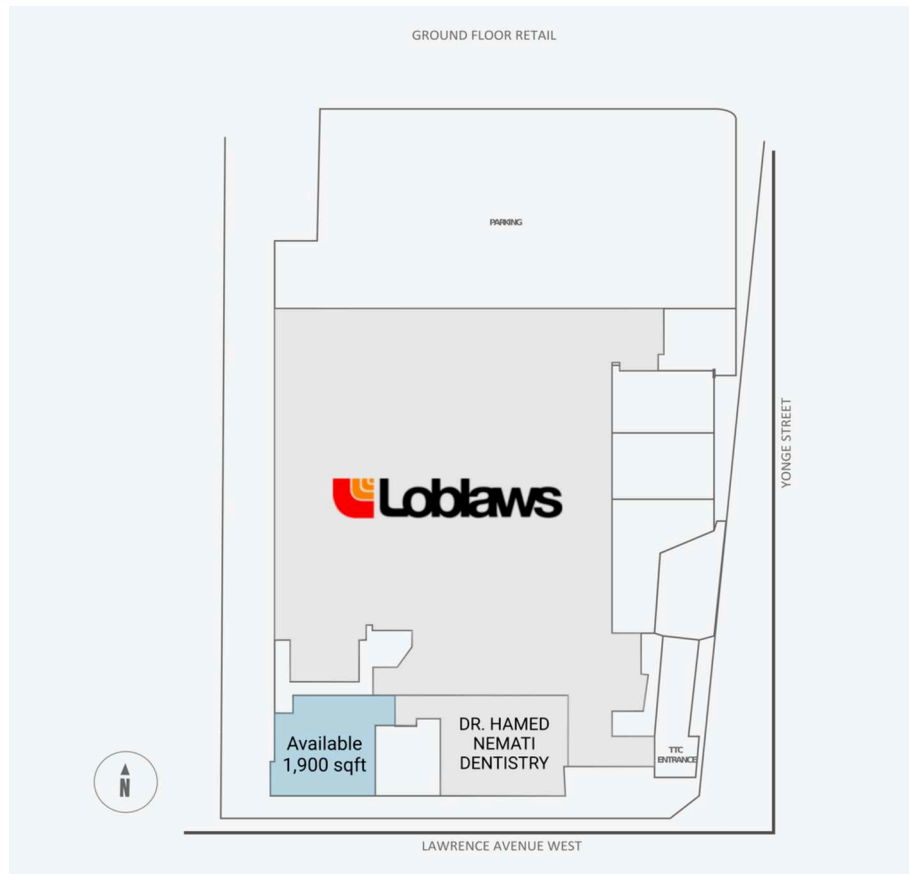 GROUND FLOOR RETAIL
PARKING
YONGE STREET
Loblaws
Available
1,900 sqft
DR. HAMED
NEMATI
DENTISTRY
TTC
ENTRANCE
N
LAWRENCE AVENUE WEST